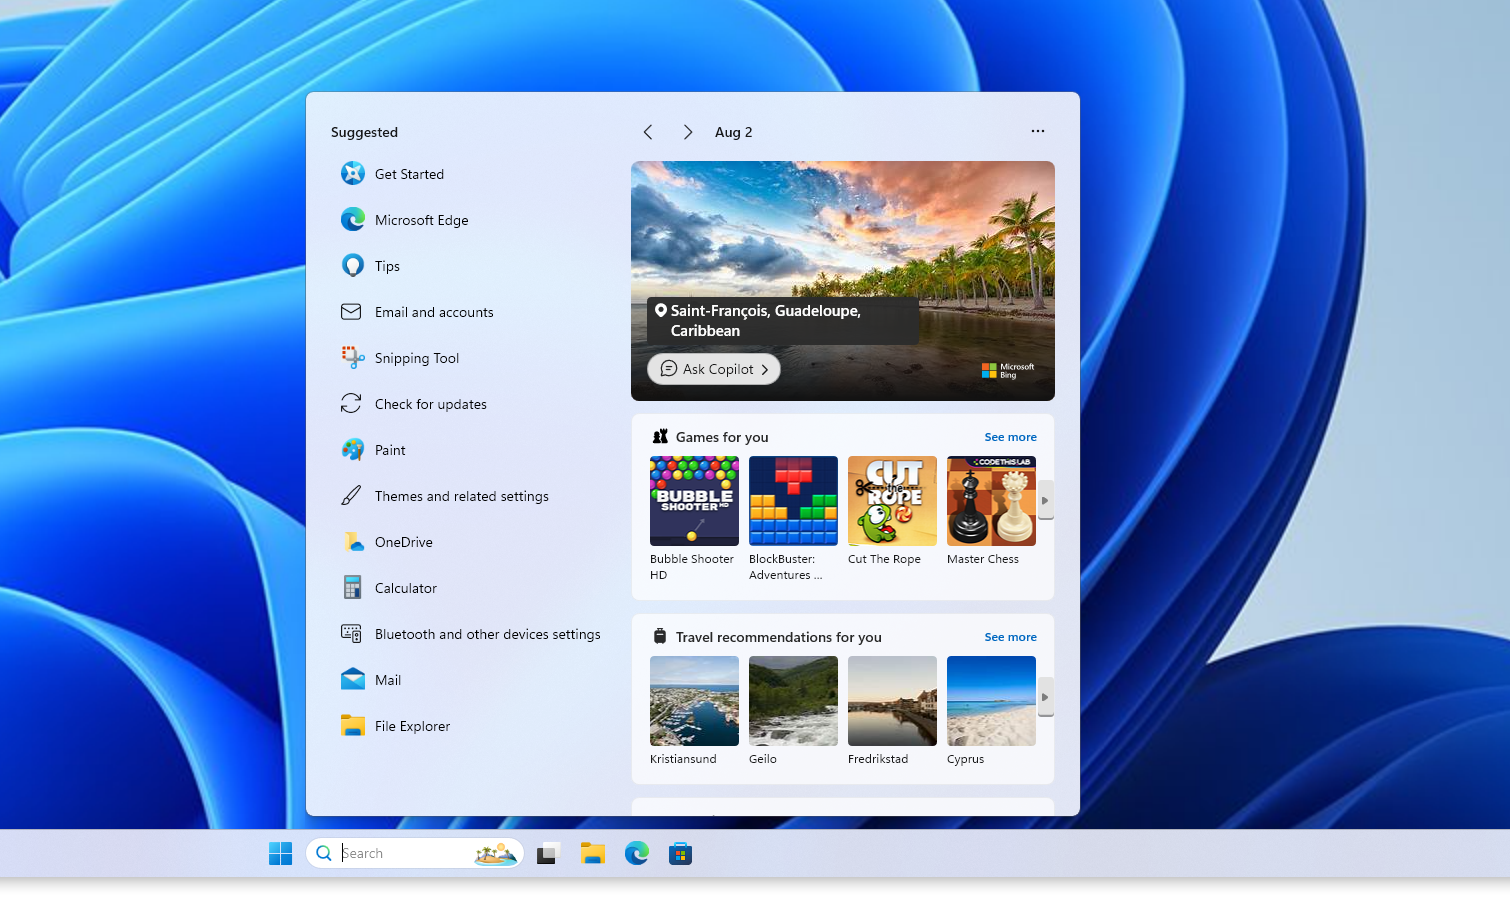 Suggested
Get Started
Microsoft Edge
Tips
Email and accounts
Snipping Tool
Check for updates
Paint
Themes and related settings
OneDrive
Calculator
Bluetooth and other devices settings
Mail
File Explorer
Aug 2
Saint-François, Guadeloupe,
Caribbean
Ask Copilot
Microsoft
Bing
Games for you
See more
BUBBLE
SHOOTER HD
CUT
the
ROPE
CODETHISLAB
Bubble Shooter
HD
BlockBuster:
Adventures ...
Cut The Rope
Master Chess
Travel recommendations for you
See more
Kristiansund
Geilo
Fredrikstad
Cyprus
Search